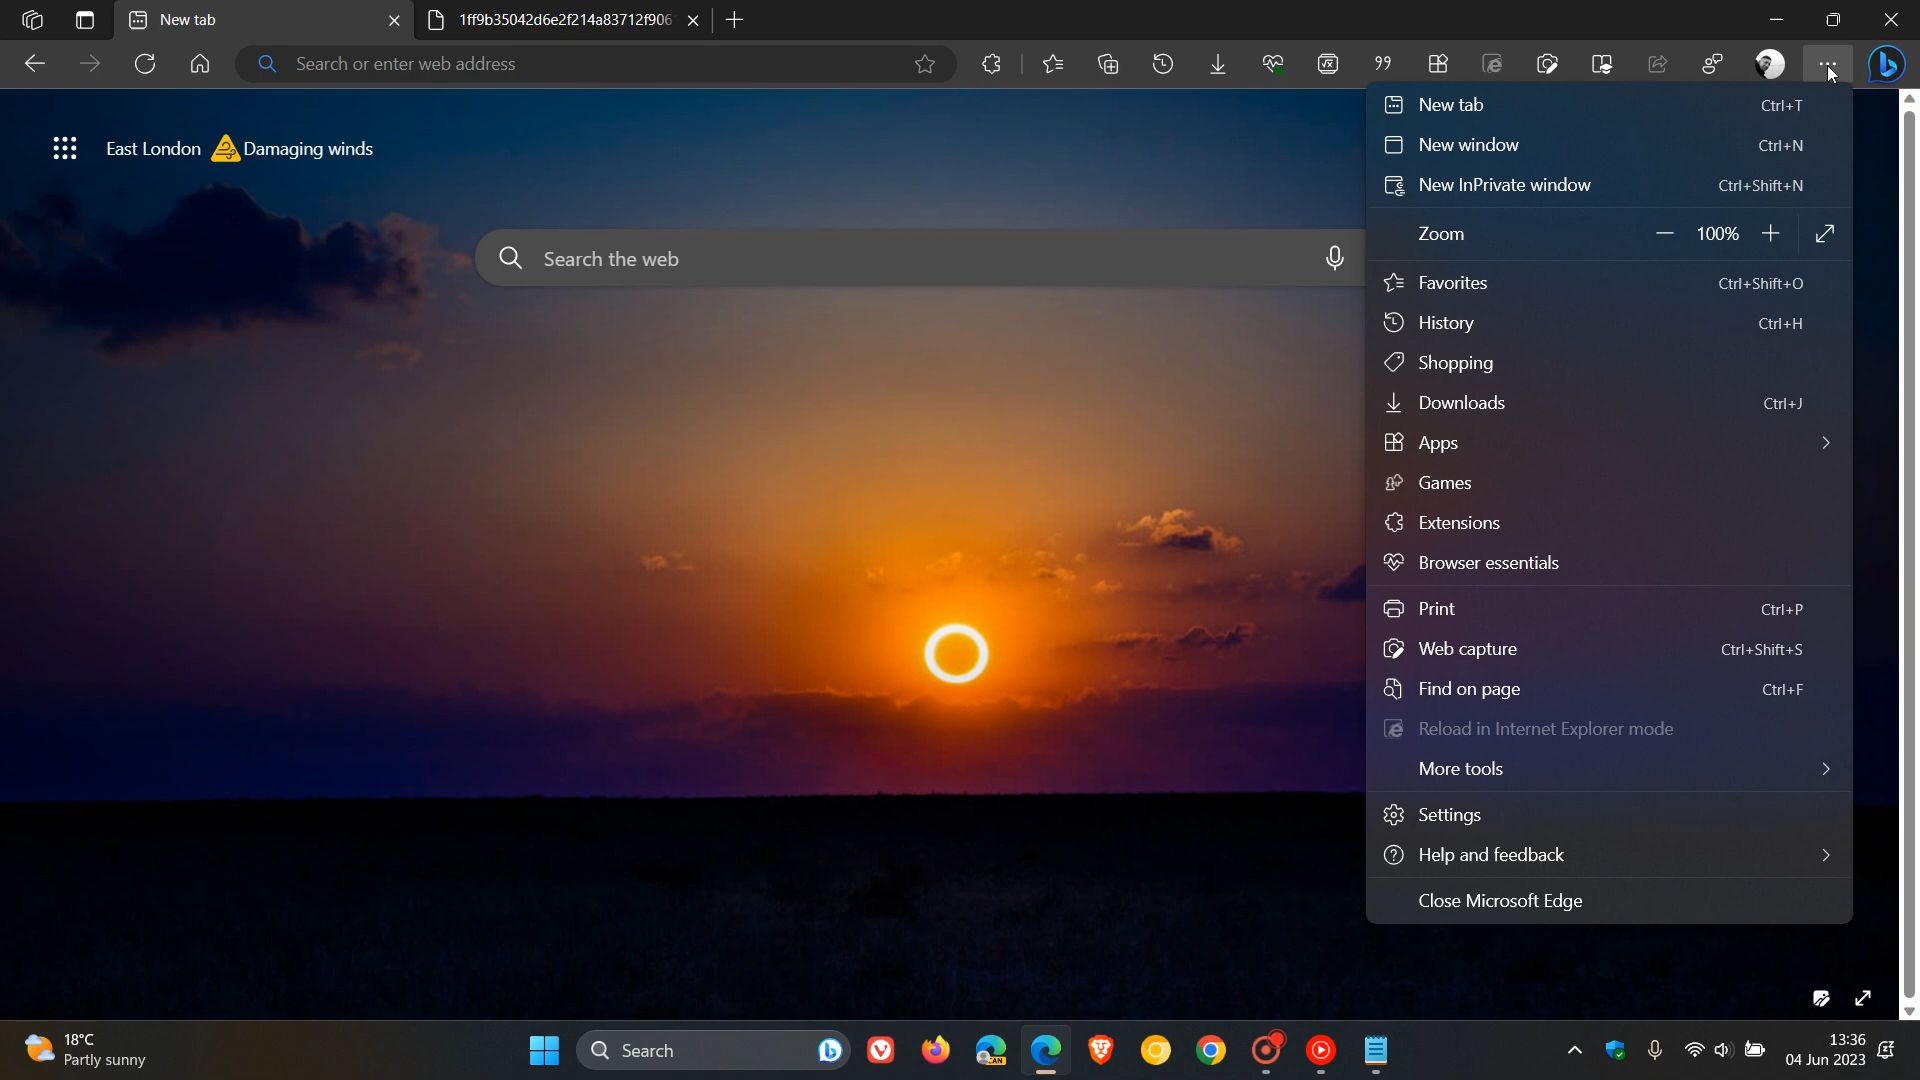 New tab
1ff9b35042d6e2f214a83712f906
Search or enter web address
East London Damaging winds
Search the web
New tab Ctrl+T
New window Ctrl+N
New InPrivate window Ctrl+Shift+N
Zoom 100%
Favorites Ctrl+Shift+O
History Ctrl+H
Shopping
Downloads Ctrl+J
Apps
Games
Extensions
Browser essentials
Print Ctrl+P
Web capture Ctrl+Shift+S
Find on page Ctrl+F
Reload in Internet Explorer mode
More tools
Settings
Help and feedback
Close Microsoft Edge
18°C
Partly sunny
Search
CAN
13:36
04 Jun 2023